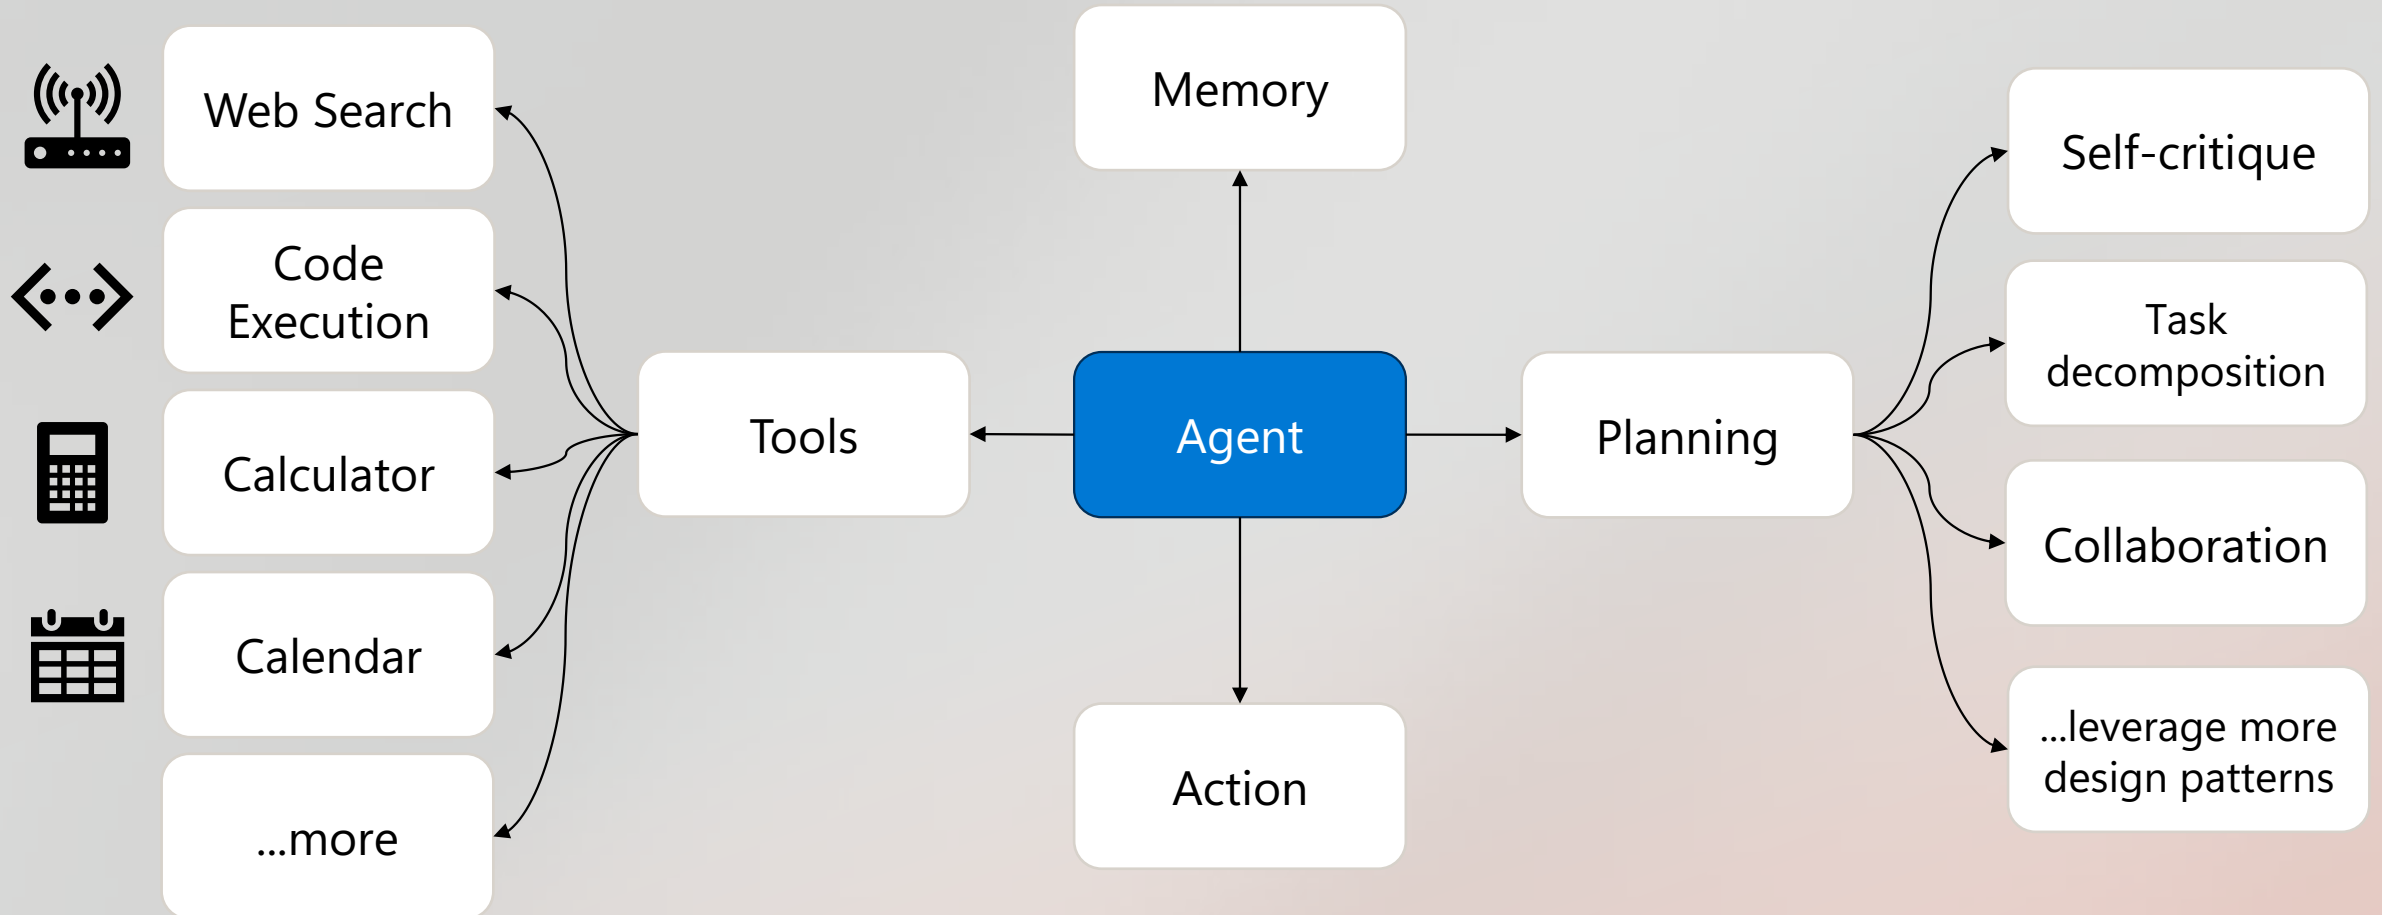 Web Search
Code
Execution
Calculator
Calendar
...more
Tools
Memory
Agent
Action
Planning
Self-critique
Task
decomposition
Collaboration
...leverage more
design patterns